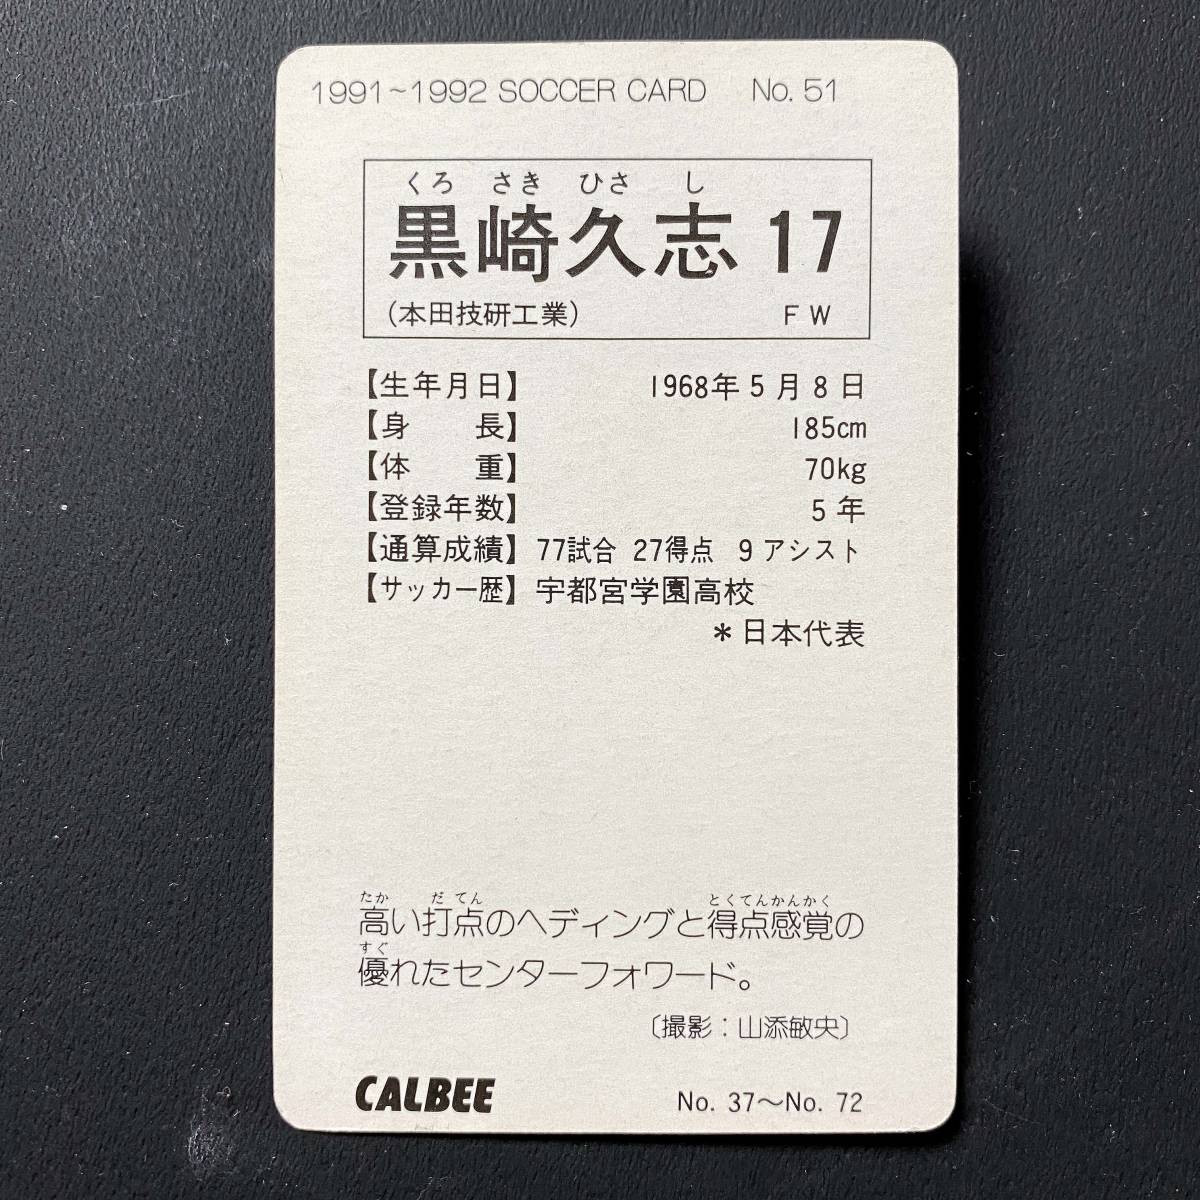 1991~1992 SOCCER CARD No. 51
くろ さき ひさ し
黒崎久志 17
(本田技研工業) FW
【生年月日】 1968年5月8日
【身 長】 185cm
【体 重】 70kg
【登録年数】 5年
【通算成績】 77試合 27得点 9アシスト
【サッカー歴】 宇都宮学園高校
＊日本代表
たか だてん とくてんかんかく
高い打点のヘディングと得点感覚の
すぐ
優れたセンターフォワード。
〔撮影：山添敏央〕
CALBEE No. 37～No. 72